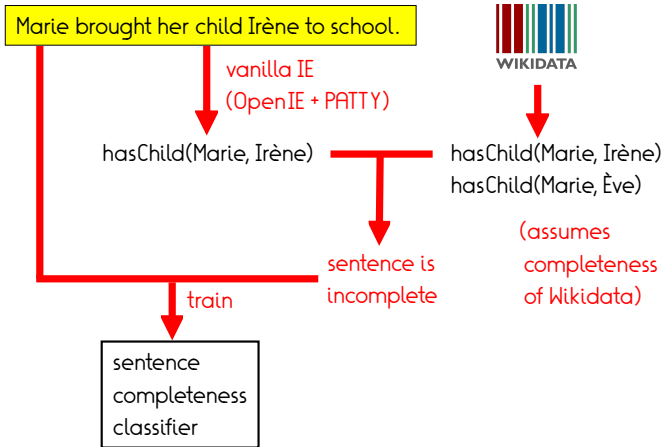 Marie brought her child Irène to school.
WIKIDATA
vanilla IE
(OpenIE + PATTY)
hasChild(Marie, Irène)
hasChild(Marie, Irène)
hasChild(Marie, Ève)
(assumes
completeness
of Wikidata)
sentence is
incomplete
train
sentence
completeness
classifier